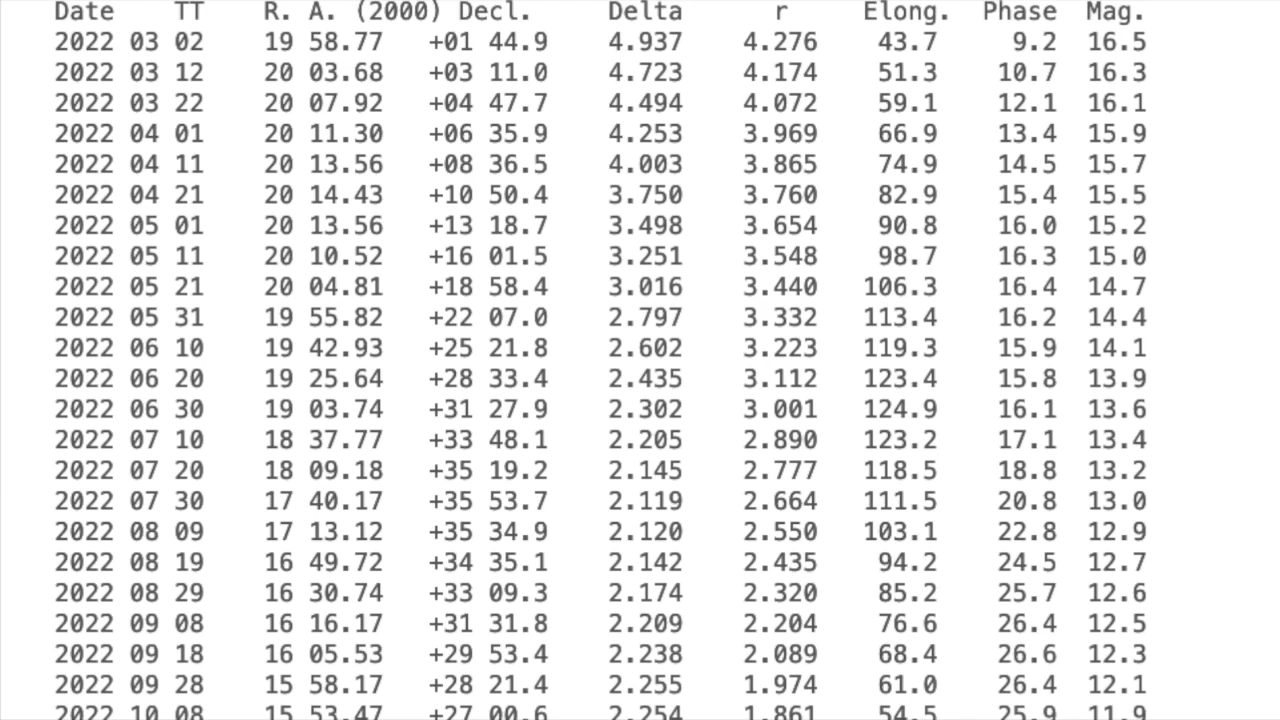 Date TT R. A. (2000) Decl. Delta r Elong. Phase Mag.
2022 03 02 19 58.77 +01 44.9 4.937 4.276 43.7 9.2 16.5
2022 03 12 20 03.68 +03 11.0 4.723 4.174 51.3 10.7 16.3
2022 03 22 20 07.92 +04 47.7 4.494 4.072 59.1 12.1 16.1
2022 04 01 20 11.30 +06 35.9 4.253 3.969 66.9 13.4 15.9
2022 04 11 20 13.56 +08 36.5 4.003 3.865 74.9 14.5 15.7
2022 04 21 20 14.43 +10 50.4 3.750 3.760 82.9 15.4 15.5
2022 05 01 20 13.56 +13 18.7 3.498 3.654 90.8 16.0 15.2
2022 05 11 20 10.52 +16 01.5 3.251 3.548 98.7 16.3 15.0
2022 05 21 20 04.81 +18 58.4 3.016 3.440 106.3 16.4 14.7
2022 05 31 19 55.82 +22 07.0 2.797 3.332 113.4 16.2 14.4
2022 06 10 19 42.93 +25 21.8 2.602 3.223 119.3 15.9 14.1
2022 06 20 19 25.64 +28 33.4 2.435 3.112 123.4 15.8 13.9
2022 06 30 19 03.74 +31 27.9 2.302 3.001 124.9 16.1 13.6
2022 07 10 18 37.77 +33 48.1 2.205 2.890 123.2 17.1 13.4
2022 07 20 18 09.18 +35 19.2 2.145 2.777 118.5 18.8 13.2
2022 07 30 17 40.17 +35 53.7 2.119 2.664 111.5 20.8 13.0
2022 08 09 17 13.12 +35 34.9 2.120 2.550 103.1 22.8 12.9
2022 08 19 16 49.72 +34 35.1 2.142 2.435 94.2 24.5 12.7
2022 08 29 16 30.74 +33 09.3 2.174 2.320 85.2 25.7 12.6
2022 09 08 16 16.17 +31 31.8 2.209 2.204 76.6 26.4 12.5
2022 09 18 16 05.53 +29 53.4 2.238 2.089 68.4 26.6 12.3
2022 09 28 15 58.17 +28 21.4 2.255 1.974 61.0 26.4 12.1
2022 10 08 15 53.47 +27 00.6 2.254 1.861 54.5 25.9 11.9